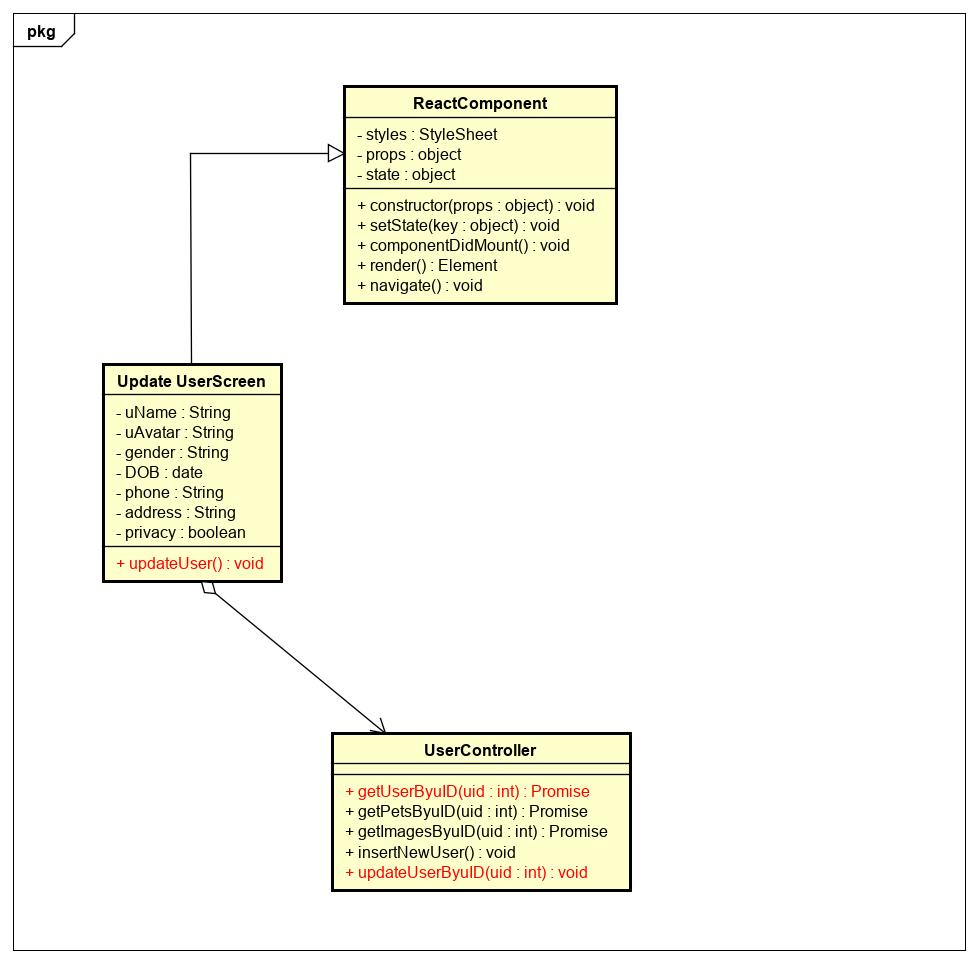 pkg
ReactComponent
- styles : StyleSheet
- props : object
- state : object
+ constructor(props : object) : void
+ setState(key : object) : void
+ componentDidMount() : void
+ render() : Element
+ navigate() : void
Update UserScreen
- uName : String
- uAvatar : String
- gender : String
- DOB : date
- phone : String
- address : String
- privacy : boolean
+ updateUser() : void
UserController
+ getUserByuID(uid : int) : Promise
+ getPetsByuID(uid : int) : Promise
+ getImagesByuID(uid : int) : Promise
+ insertNewUser() : void
+ updateUserByuID(uid : int) : void